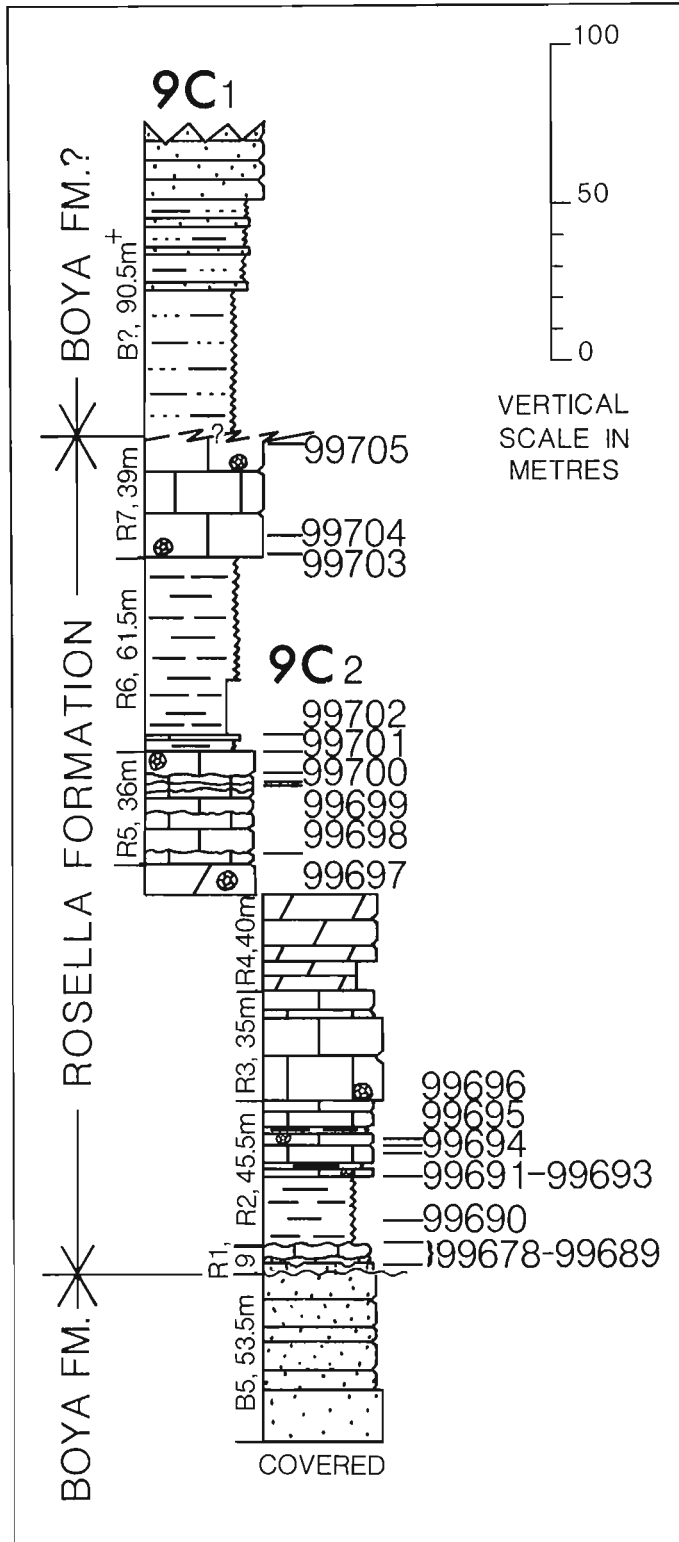 100
50
0
VERTICAL
SCALE IN
METRES
9C1
BOYA FM.?
B?, 90.5m+
?
99705
R7, 39m
99704
99703
ROSELLA FORMATION
R6, 61.5m
9C2
99702
99701
99700
R5, 36m
99699
99698
99697
R4, 40m
R3, 35m
99696
99695
99694
R2, 45.5m
99691-99693
99690
R1, 9
}99678-99689
BOYA FM.
B5, 53.5m
COVERED